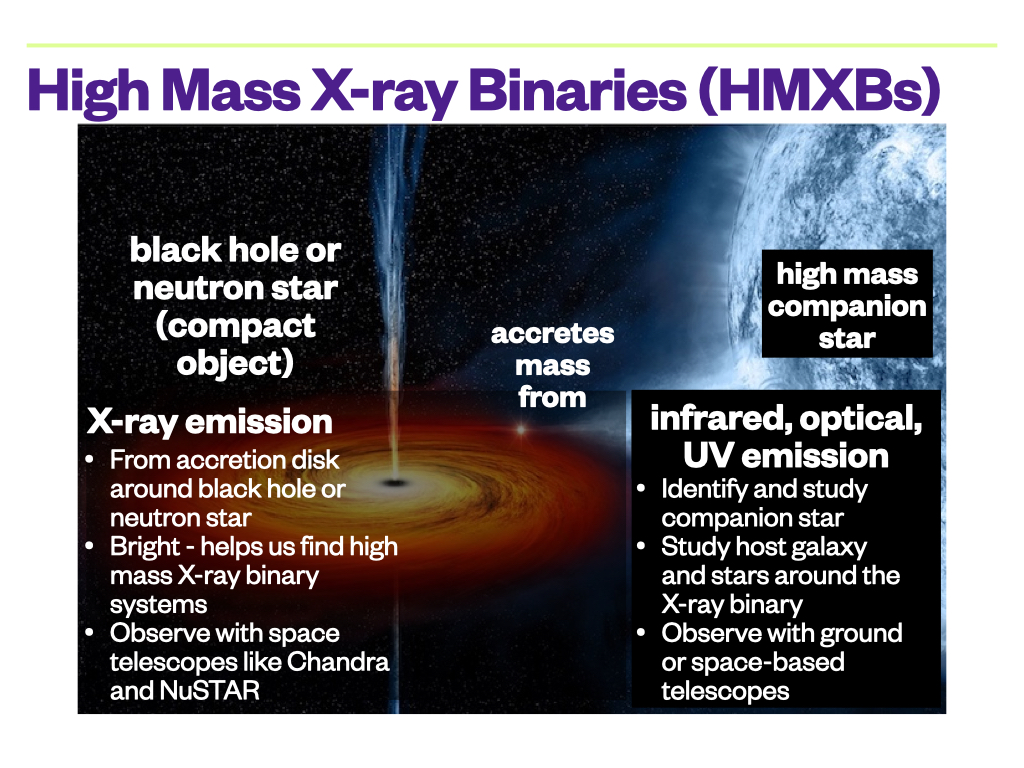 High Mass X-ray Binaries (HMXBs)
black hole or
neutron star
(compact
object)
accretes
mass
from
high mass
companion
star
X-ray emission
• From accretion disk
around black hole or
neutron star
• Bright - helps us find high
mass X-ray binary
systems
• Observe with space
telescopes like Chandra
and NuSTAR
infrared, optical,
UV emission
• Identify and study
companion star
• Study host galaxy
and stars around the
X-ray binary
• Observe with ground
or space-based
telescopes